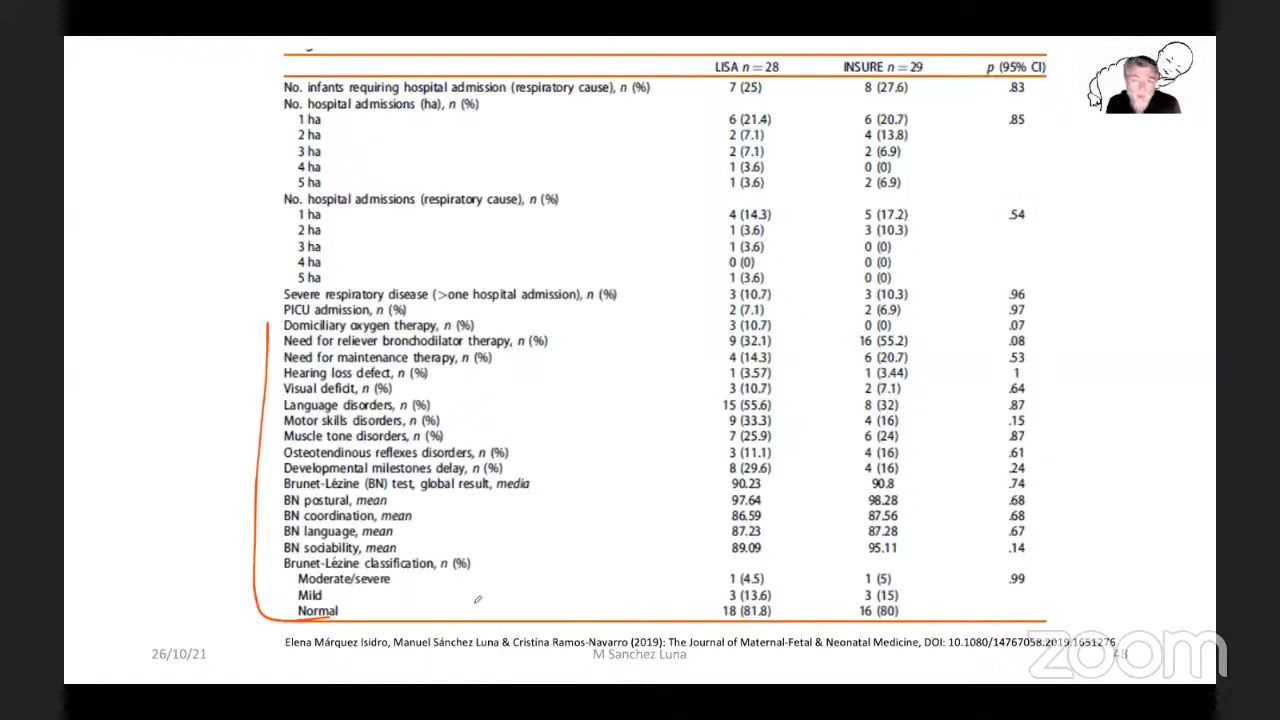 LISA n = 28 INSURE n = 29 p (95% CI)
No. infants requiring hospital admission (respiratory cause), n (%) 7 (25) 8 (27.6) .83
No. hospital admissions (ha), n (%)
1 ha 6 (21.4) 6 (20.7) .85
2 ha 2 (7.1) 4 (13.8)
3 ha 2 (7.1) 2 (6.9)
4 ha 1 (3.6) 0 (0)
5 ha 1 (3.6) 2 (6.9)
No. hospital admissions (respiratory cause), n (%)
1 ha 4 (14.3) 5 (17.2) .54
2 ha 1 (3.6) 3 (10.3)
3 ha 1 (3.6) 0 (0)
4 ha 0 (0) 0 (0)
5 ha 1 (3.6) 0 (0)
Severe respiratory disease (>one hospital admission), n (%) 3 (10.7) 3 (10.3) .96
PICU admission, n (%) 2 (7.1) 2 (6.9) .97
Domiciliary oxygen therapy, n (%) 3 (10.7) 0 (0) .07
Need for reliever bronchodilator therapy, n (%) 9 (32.1) 16 (55.2) .08
Need for maintenance therapy, n (%) 4 (14.3) 6 (20.7) .53
Hearing loss defect, n (%) 1 (3.57) 1 (3.44) 1
Visual deficit, n (%) 3 (10.7) 2 (7.1) .64
Language disorders, n (%) 15 (55.6) 8 (32) .87
Motor skills disorders, n (%) 9 (33.3) 4 (16) .15
Muscle tone disorders, n (%) 7 (25.9) 6 (24) .87
Osteotendinous reflexes disorders, n (%) 3 (11.1) 4 (16) .61
Developmental milestones delay, n (%) 8 (29.6) 4 (16) .24
Brunet-Lézine (BN) test, global result, media 90.23 90.8 .74
BN postural, mean 97.64 98.28 .68
BN coordination, mean 86.59 87.56 .68
BN language, mean 87.23 87.28 .67
BN sociability, mean 89.09 95.11 .14
Brunet-Lézine classification, n (%)
Moderate/severe 1 (4.5) 1 (5) .99
Mild 3 (13.6) 3 (15)
Normal 18 (81.8) 16 (80)
Elena Márquez Isidro, Manuel Sánchez Luna & Cristina Ramos-Navarro (2019): The Journal of Maternal-Fetal & Neonatal Medicine, DOI: 10.1080/14767058.2019.1651276
26/10/21 M Sanchez Luna 48
zoom